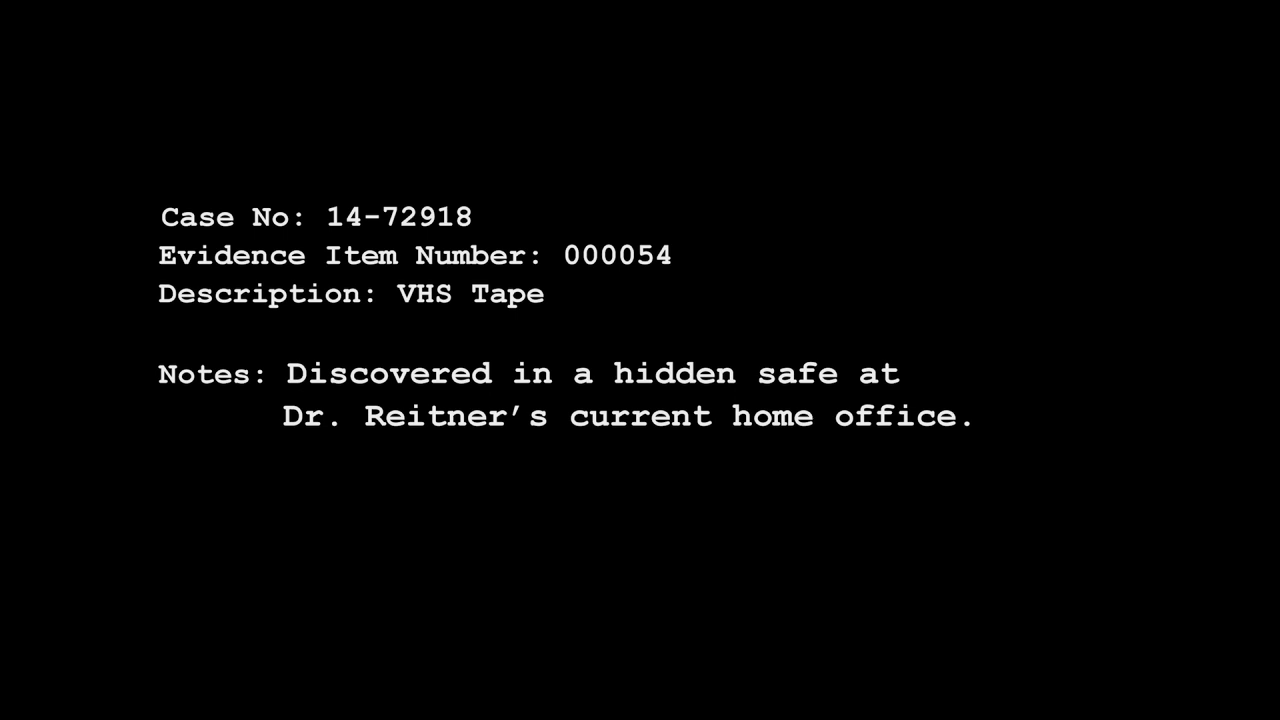 Case No: 14-72918
Evidence Item Number: 000054
Description: VHS Tape
Notes: Discovered in a hidden safe at
Dr. Reitner’s current home office.